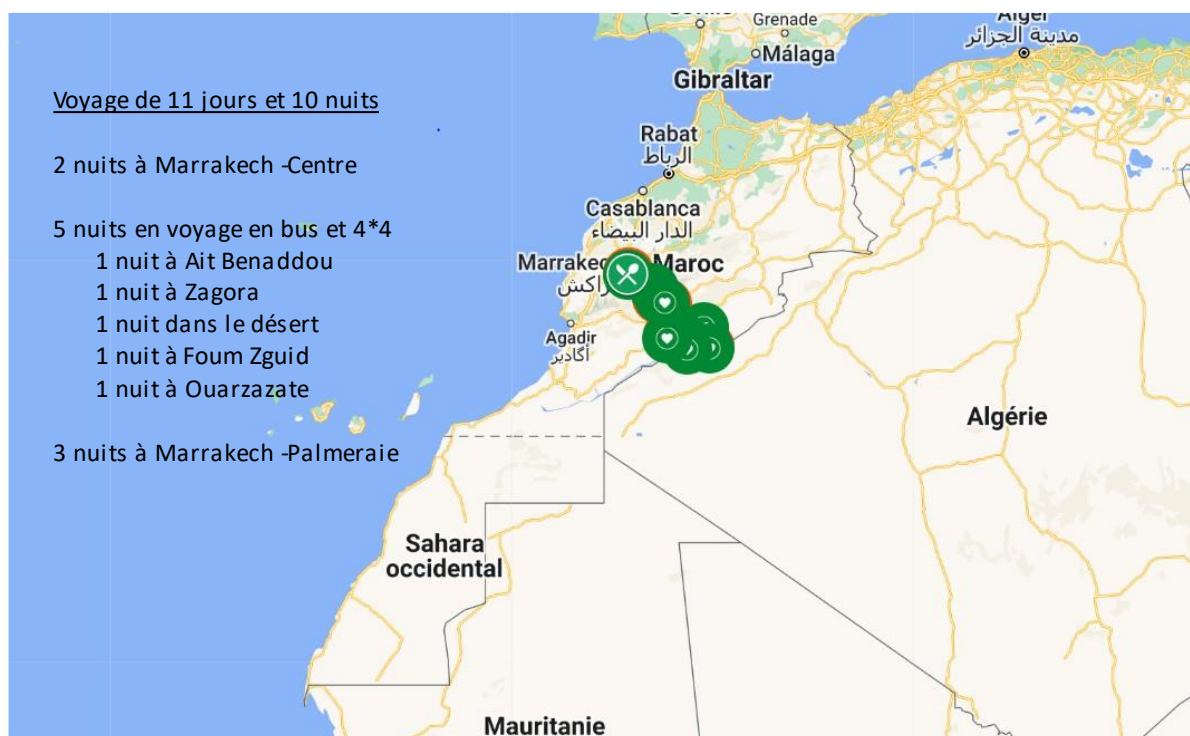 Voyage de 11 jours et 10 nuits
2 nuits à Marrakech -Centre
5 nuits en voyage en bus et 4*4
1 nuit à Ait Benaddou
1 nuit à Zagora
1 nuit dans le désert
1 nuit à Foum Zguid
1 nuit à Ouarzazate
3 nuits à Marrakech -Palmeraie
Grenade
Alger
مدينة الجزائر
Málaga
Gibraltar
Rabat
الرباط
Casablanca
الدار البيضاء
Maroc
Agadir
أڭادير
Algérie
Sahara
occidental
Mauritanie